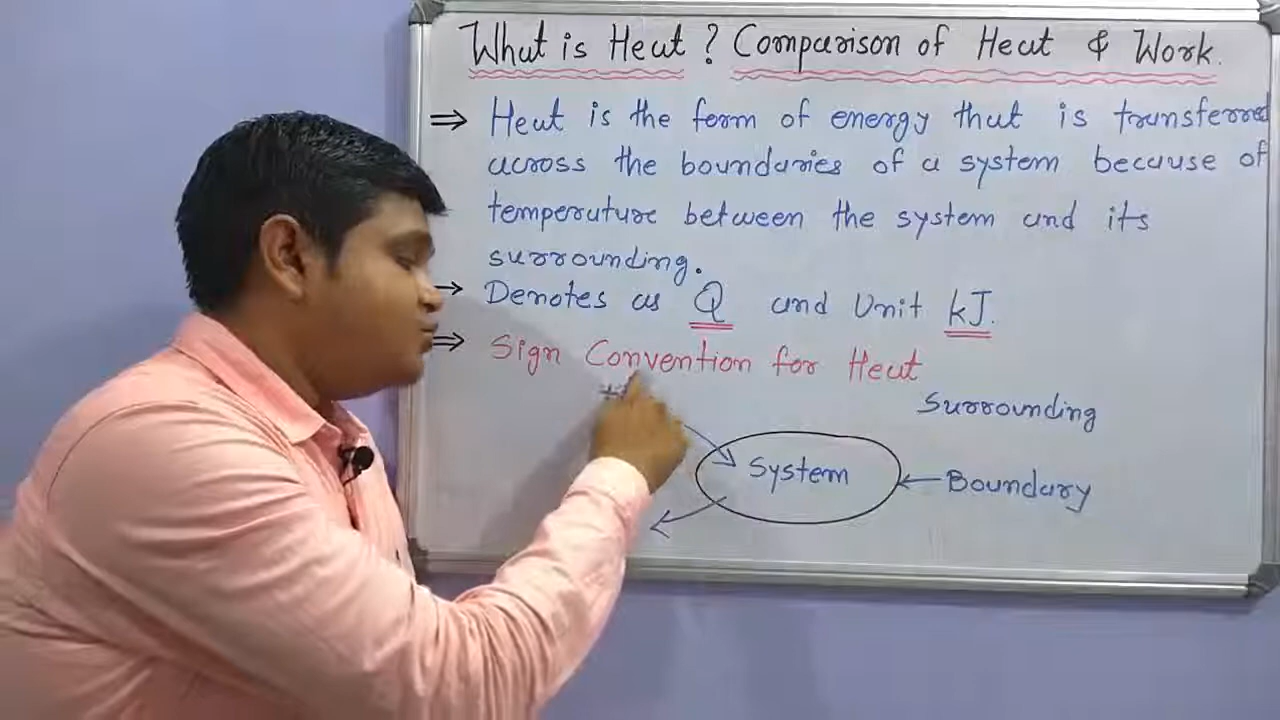 What is Heat? Comparison of Heat & Work.
⇒ Heat is the form of energy that is transferred
across the boundaries of a system because of
temperature between the system and its
surrounding.
→ Denotes as Q and Unit kJ.
⇒ Sign Convention for Heat
Surrounding
System
← Boundary